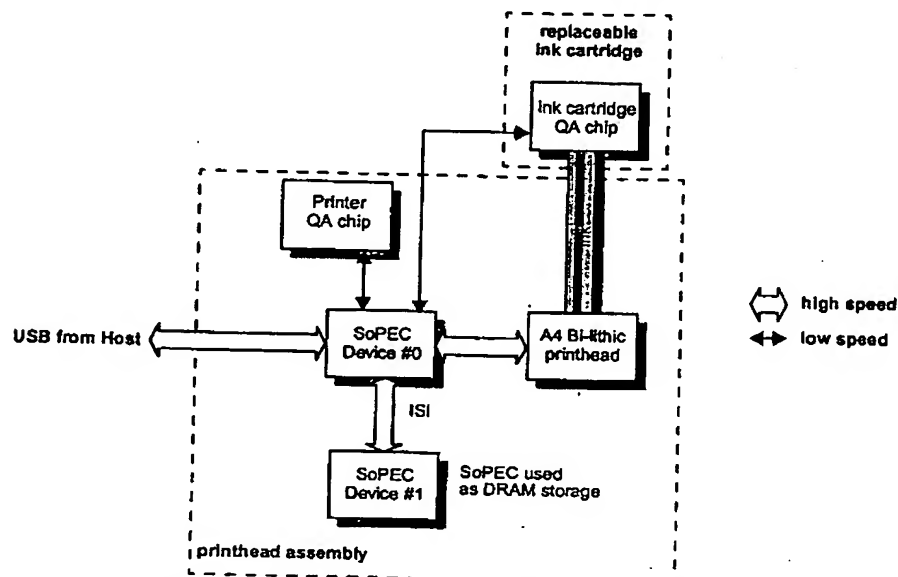 replaceable
ink cartridge
Ink cartridge
QA chip
Printer
QA chip
USB from Host
SoPEC
Device #0
A4 Bi-lithic
printhead
high speed
low speed
ISI
SoPEC
Device #1
SoPEC used
as DRAM storage
printhead assembly